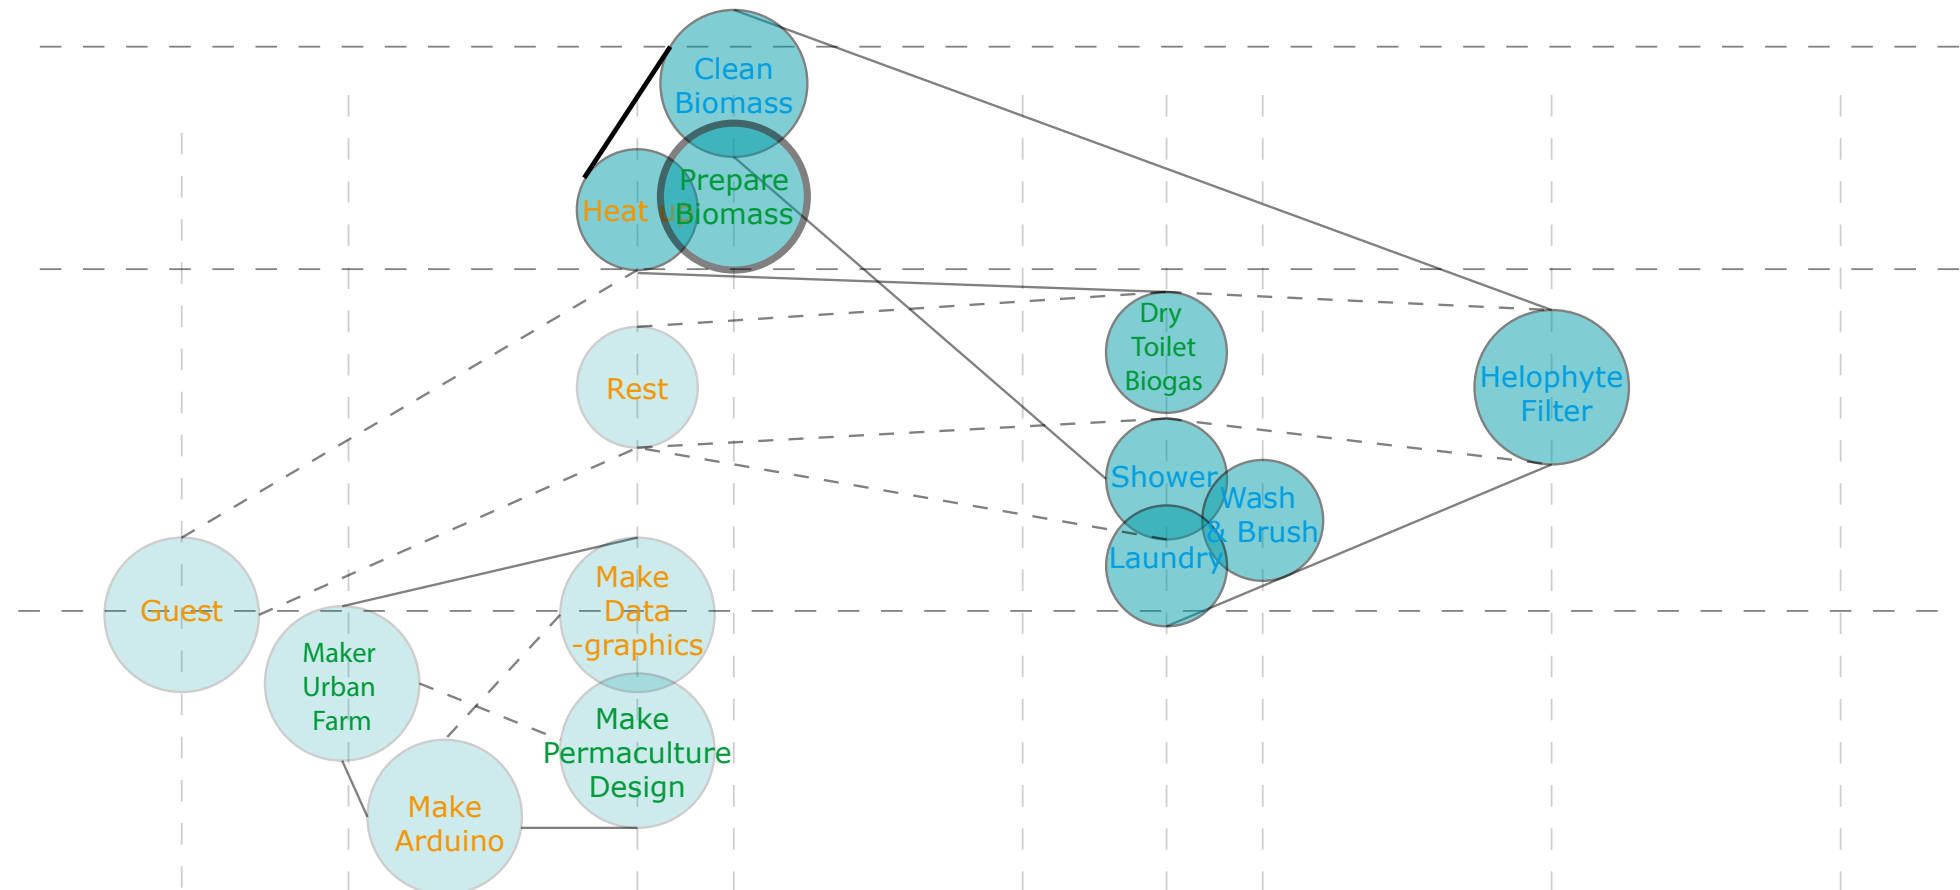 Clean
Biomass
Prepare
Biomass
Heat up
Dry
Toilet
Biogas
Rest
Helophyte
Filter
Shower
Wash
& Brush
Laundry
Guest
Make
Data
-graphics
Maker
Urban
Farm
Make
Permaculture
Design
Make
Arduino